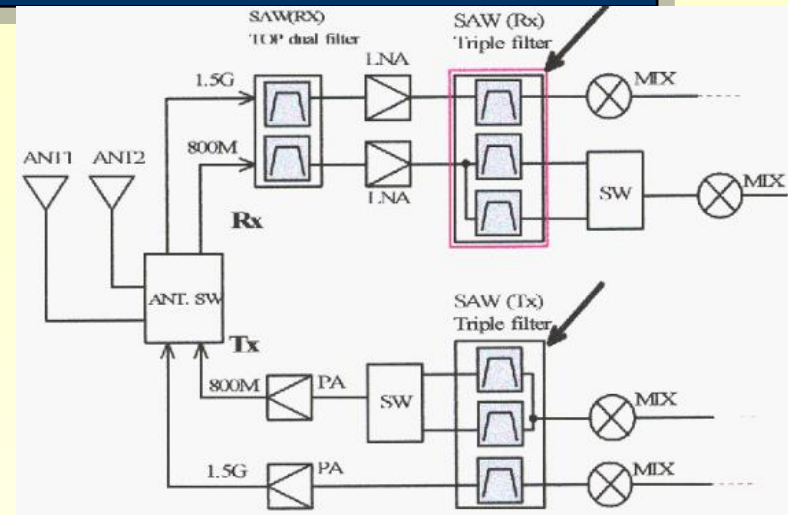 SAW(RX)
TOP dual filter
SAW (Rx)
Triple filter
1.5G
LNA
MIX
ANT1
ANT2
800M
LNA
SW
MIX
Rx
ANT. SW
Tx
SAW (Tx)
Triple filter
800M
PA
SW
MIX
1.5G
PA
MIX